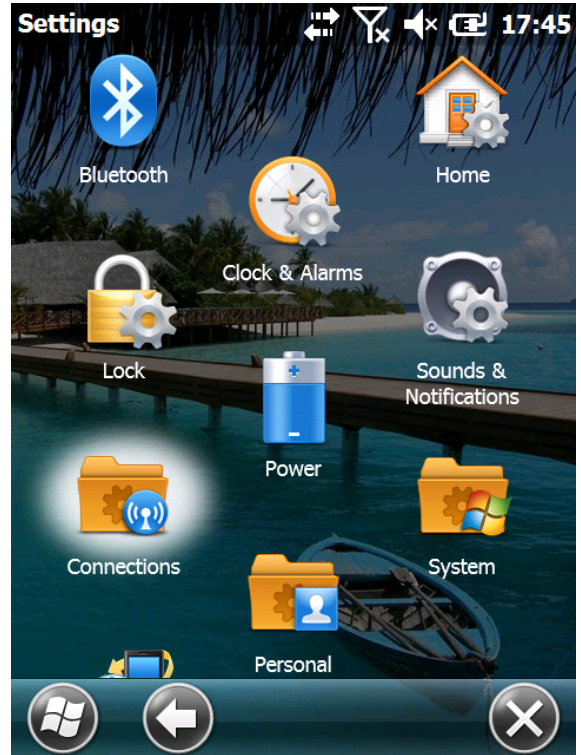 Settings 17:45
Bluetooth
Home
Clock & Alarms
Lock
Sounds &
Notifications
Power
Connections
System
Personal